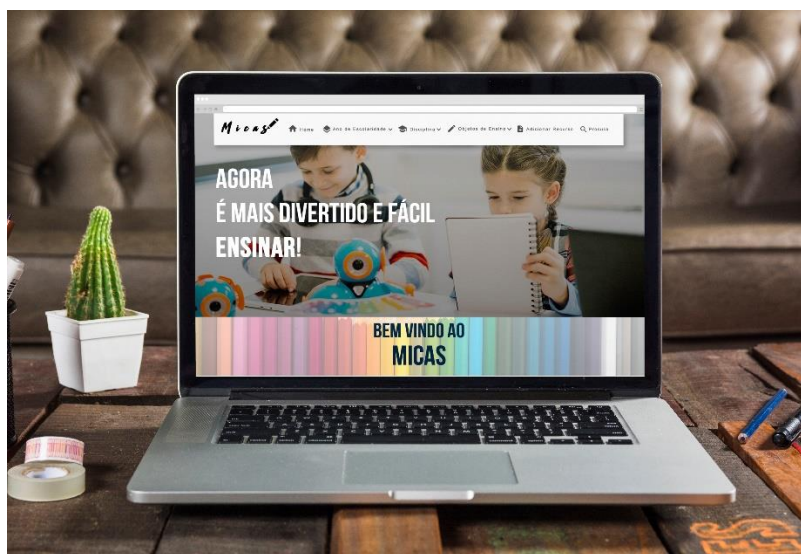 Micas
Home Ano de Escolaridade Disciplina Objetos de Ensino Adicionar Recurso Procura
AGORA
É MAIS DIVERTIDO E FÁCIL
ENSINAR!
BEM VINDO AO
MICAS